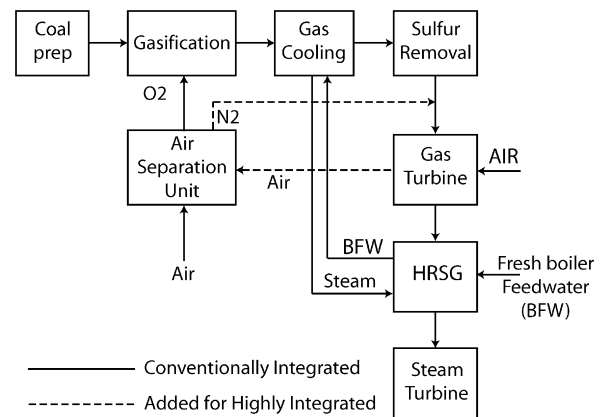 Coal
prep
Gasification
Gas
Cooling
Sulfur
Removal
O2
N2
Air
Separation
Unit
Air
Gas
Turbine
AIR
Air
BFW
Steam
HRSG
Fresh boiler
Feedwater
(BFW)
Conventionally Integrated
Added for Highly Integrated
Steam
Turbine